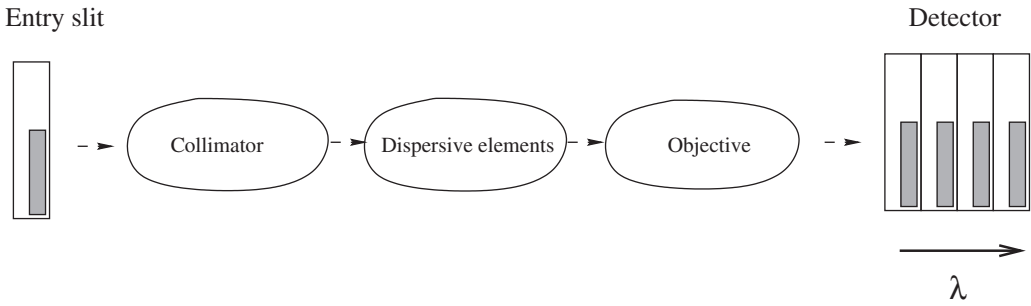 Entry slit
Detector
Collimator
Dispersive elements
Objective
λ